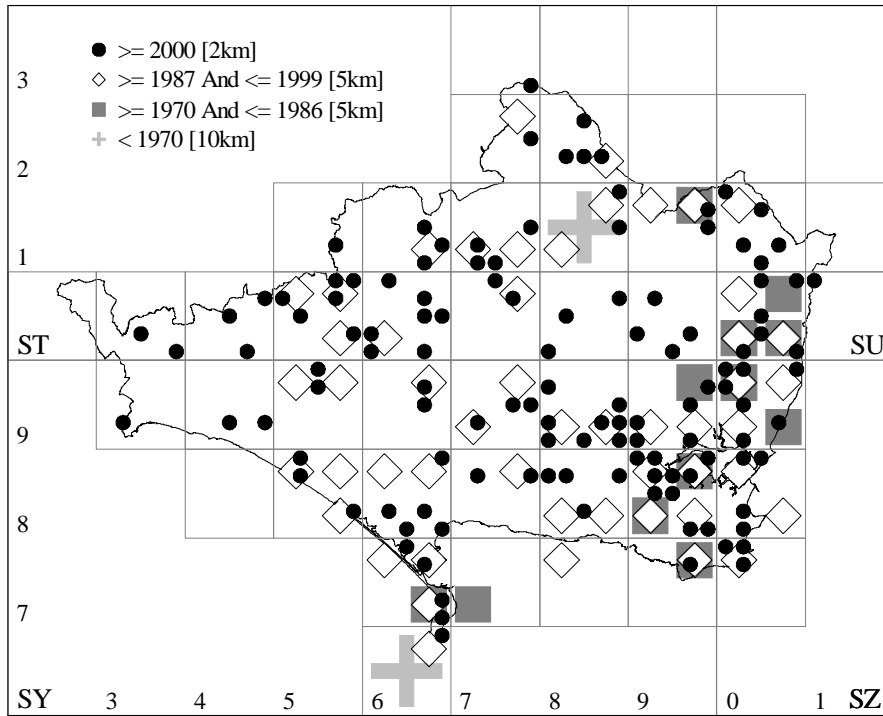 >= 2000 [2km]
>= 1987 And <= 1999 [5km]
>= 1970 And <= 1986 [5km]
< 1970 [10km]
3
2
1
ST SU
9
8
7
SY 3 4 5 6 7 8 9 0 1 SZ